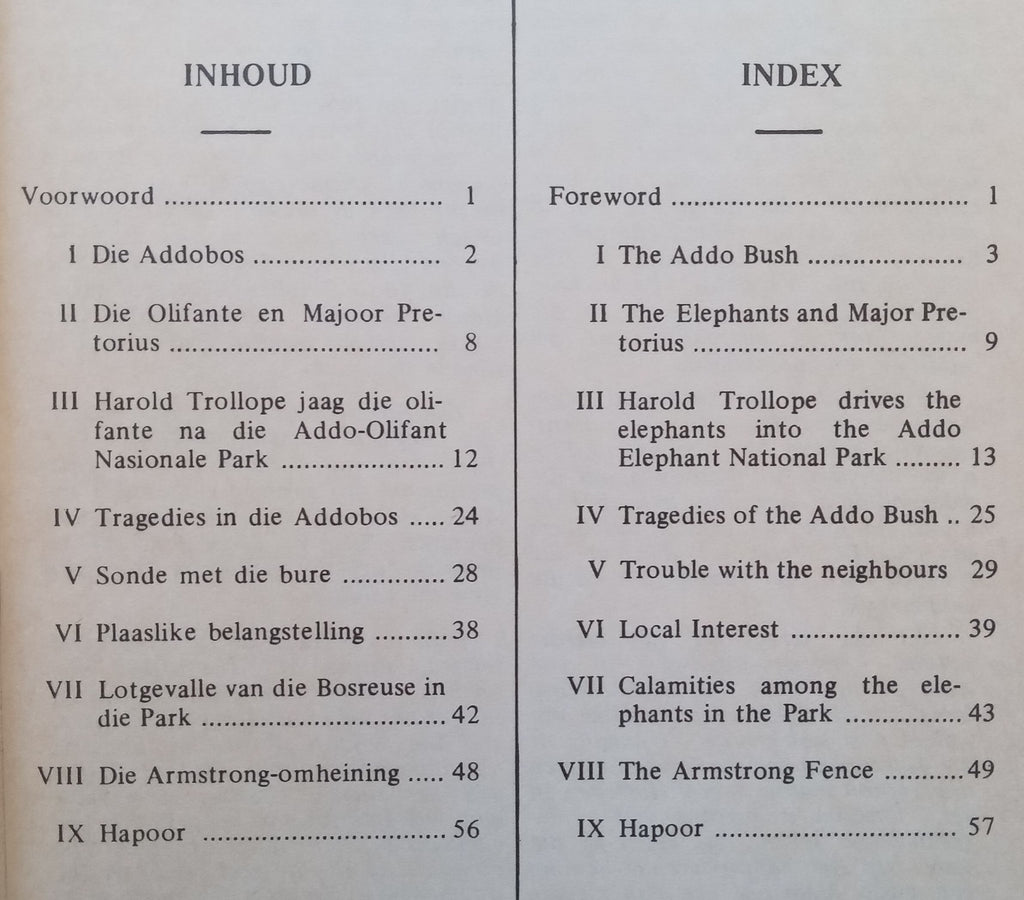 INHOUD
Voorwoord ..................................... 1
I Die Addobos ......................... 2
II Die Olifante en Majoor Pre-
torius .................................... 8
III Harold Trollope jaag die oli-
fante na die Addo-Olifant
Nasionale Park ...................... 12
IV Tragedies in die Addobos ..... 24
V Sonde met die bure .............. 28
VI Plaaslike belangstelling .......... 38
VII Lotgevalle van die Bosreuse in
die Park ................................. 42
VIII Die Armstrong-omheining ..... 48
IX Hapoor ................................. 56
INDEX
Foreword ....................................... 1
I The Addo Bush ..................... 3
II The Elephants and Major Pre-
torius .................................... 9
III Harold Trollope drives the
elephants into the Addo
Elephant National Park ......... 13
IV Tragedies of the Addo Bush .. 25
V Trouble with the neighbours 29
VI Local Interest ....................... 39
VII Calamities among the ele-
phants in the Park ................ 43
VIII The Armstrong Fence ........... 49
IX Hapoor ................................ 57